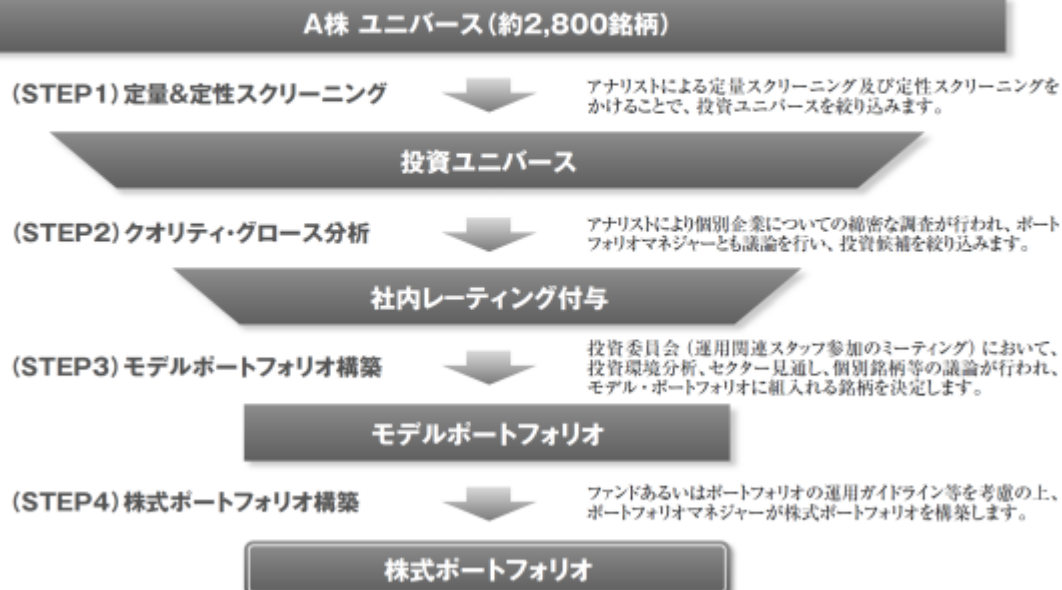 A株 ユニバース（約2,800銘柄）
（STEP1）定量&定性スクリーニング
アナリストによる定量スクリーニング及び定性スクリーニングを
かけることで、投資ユニバースを絞り込みます。
投資ユニバース
（STEP2）クオリティ・グロース分析
アナリストにより個別企業についての綿密な調査が行われ、ポート
フォリオマネジャーとも議論を行い、投資候補を絞り込みます。
社内レーティング付与
（STEP3）モデルポートフォリオ構築
投資委員会（運用関連スタッフ参加のミーティング）において、
投資環境分析、セクター見通し、個別銘柄等の議論が行われ、
モデル・ポートフォリオに組入れる銘柄を決定します。
モデルポートフォリオ
（STEP4）株式ポートフォリオ構築
ファンドあるいはポートフォリオの運用ガイドライン等を考慮の上、
ポートフォリオマネジャーが株式ポートフォリオを構築します。
株式ポートフォリオ